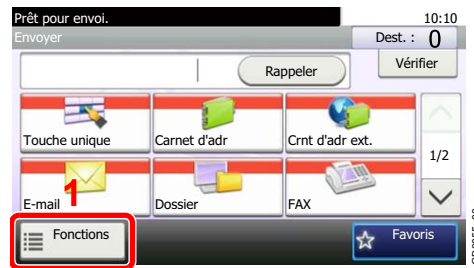 Prêt pour envoi. 10:10
Envoyer Dest. : 0
Rappeler Vérifier
Touche unique Carnet d'adr Crnt d'adr ext.
1/2
E-mail Dossier FAX
1
Fonctions Favoris